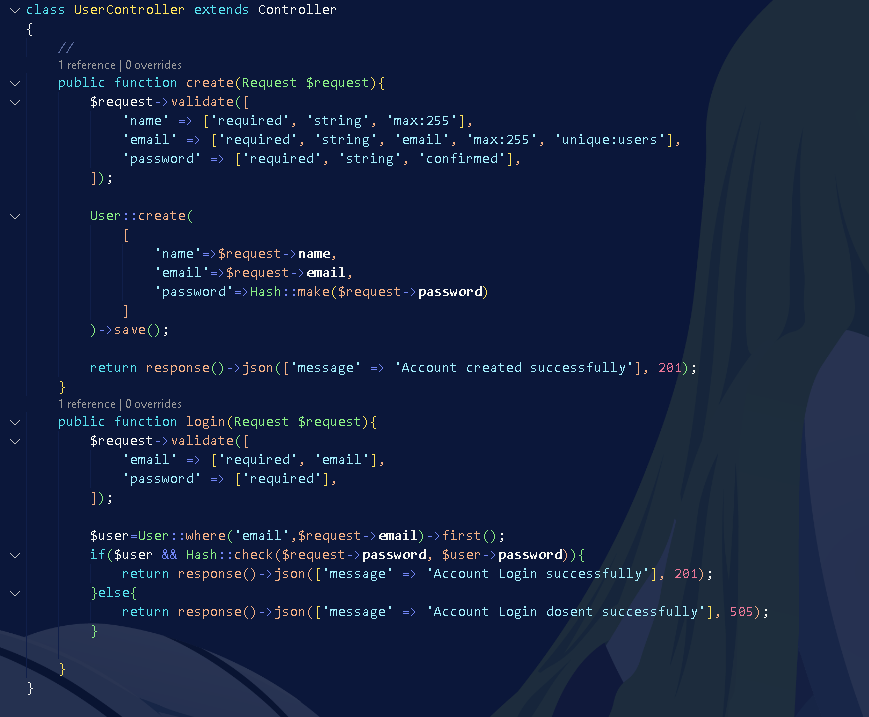 class UserController extends Controller
{
    //
    1 reference | 0 overrides
    public function create(Request $request){
        $request->validate([
            'name' => ['required', 'string', 'max:255'],
            'email' => ['required', 'string', 'email', 'max:255', 'unique:users'],
            'password' => ['required', 'string', 'confirmed'],
        ]);
        User::create(
            [
                'name'=>$request->name,
                'email'=>$request->email,
                'password'=>Hash::make($request->password)
            ]
        )->save();
        return response()->json(['message' => 'Account created successfully'], 201);
    }
    1 reference | 0 overrides
    public function login(Request $request){
        $request->validate([
            'email' => ['required', 'email'],
            'password' => ['required'],
        ]);
        $user=User::where('email',$request->email)->first();
        if($user && Hash::check($request->password, $user->password)){
            return response()->json(['message' => 'Account Login successfully'], 201);
        }else{
            return response()->json(['message' => 'Account Login dosent successfully'], 505);
        }
    }
}